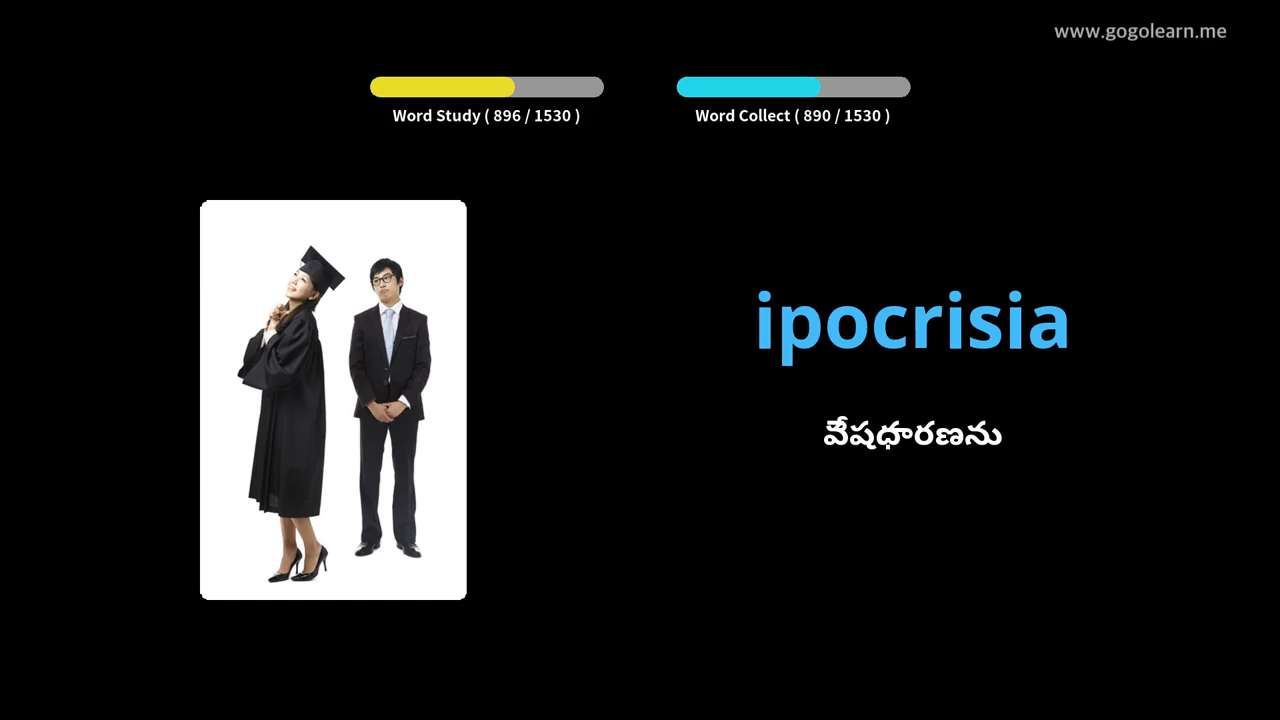 www.gogolearn.me
Word Study ( 896 / 1530 )
Word Collect ( 890 / 1530 )
ipocrisia
వేషధారణను